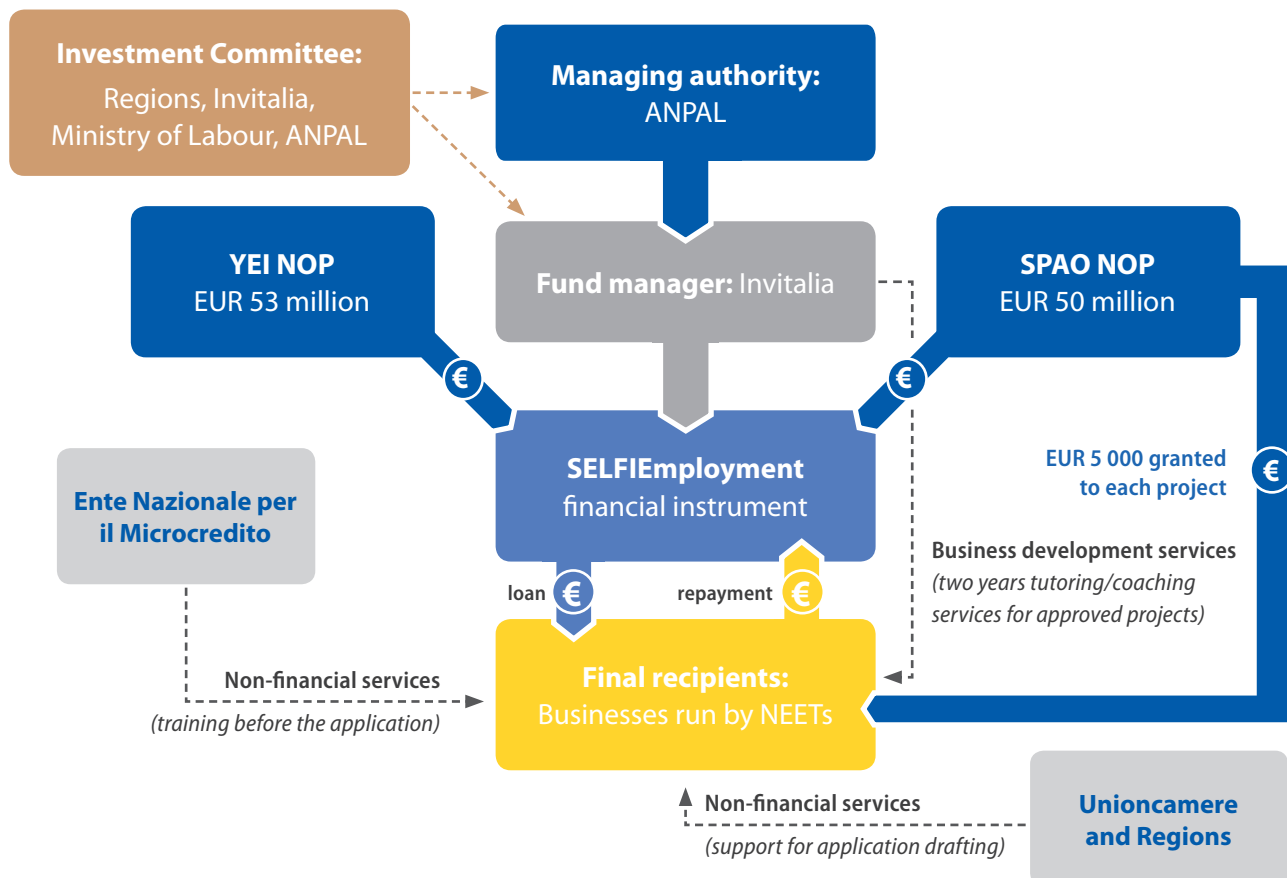 Investment Committee:
Regions, Invitalia,
Ministry of Labour, ANPAL
Managing authority:
ANPAL
YEI NOP
EUR 53 million
Fund manager: Invitalia
SPAO NOP
EUR 50 million
€
€
SELFIEmployment
financial instrument
EUR 5 000 granted
to each project
€
Ente Nazionale per
il Microcredito
Business development services
(two years tutoring/coaching
services for approved projects)
loan
€
repayment
€
Non-financial services
(training before the application)
Final recipients:
Businesses run by NEETs
Non-financial services
(support for application drafting)
Unioncamere
and Regions